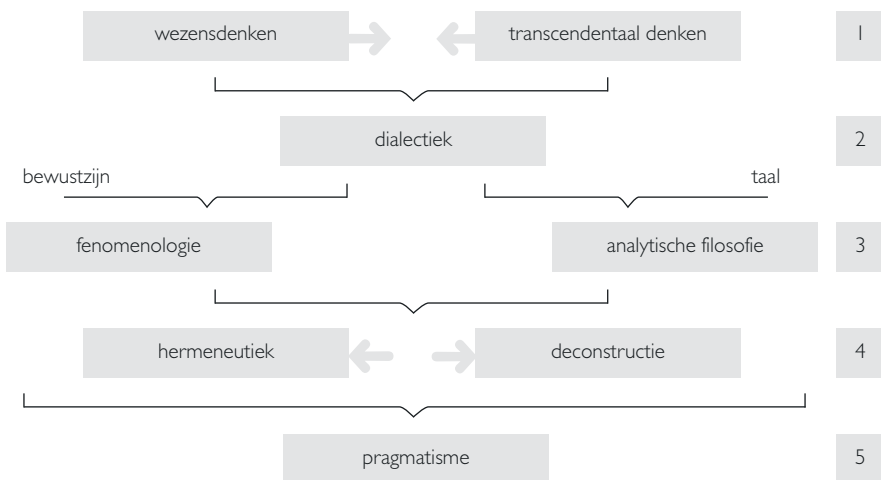 wezensdenken transcendentaal denken 1
dialectiek 2
bewustzijn taal
fenomenologie analytische filosofie 3
hermeneutiek deconstructie 4
pragmatisme 5